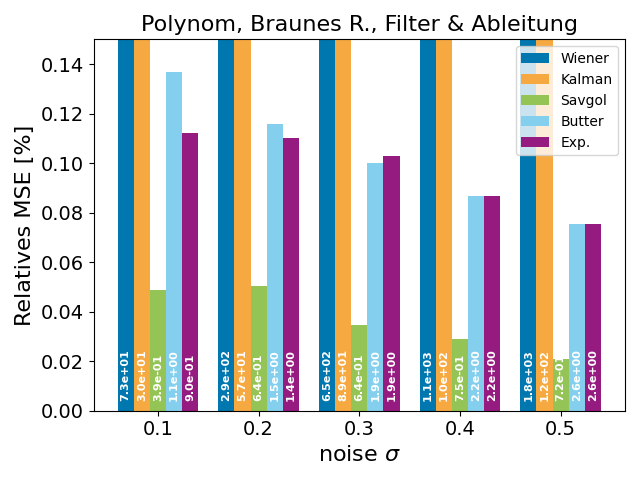 Polynom, Braunes R., Filter & Ableitung
Relatives MSE [%]
0.14
0.12
0.10
0.08
0.06
0.04
0.02
0.00
Wiener
Kalman
Savgol
Butter
Exp.
7.3e+01
3.0e+01
3.9e-01
1.1e+00
9.0e-01
2.9e+02
5.7e+01
6.4e-01
1.5e+00
1.4e+00
6.5e+02
8.9e+01
6.4e-01
1.9e+00
1.9e+00
1.1e+03
1.0e+02
7.5e-01
2.2e+00
2.2e+00
1.8e+03
1.2e+02
7.2e-01
2.6e+00
2.6e+00
0.1 0.2 0.3 0.4 0.5
noise σ